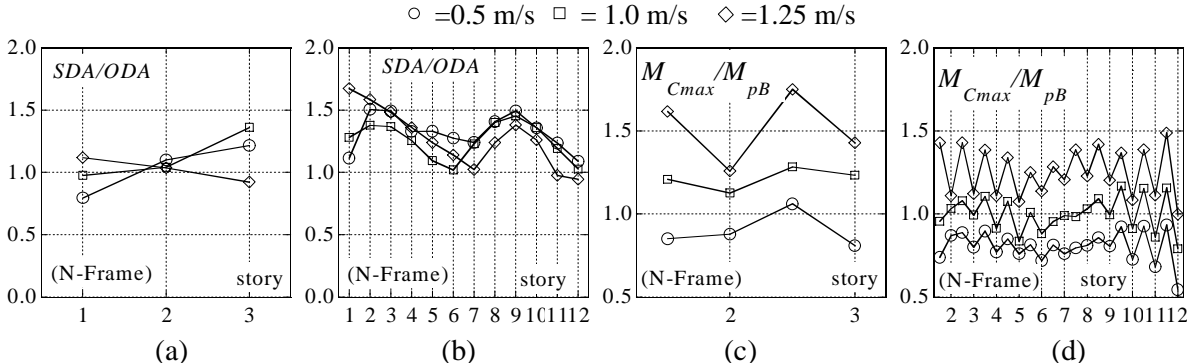 ○ =0.5 m/s □ = 1.0 m/s ◇ =1.25 m/s
2.0
1.5
1.0
0.5
0.0
SDA/ODA
(N-Frame) story
1 2 3
(a)
2.0
1.5
1.0
0.5
0.0
SDA/ODA
(N-Frame) story
1 2 3 4 5 6 7 8 9 10 11 12
(b)
2.0
1.5
1.0
0.5
M_Cmax/M_pB
(N-Frame) story
2 3
(c)
2.0
1.5
1.0
0.5
M_Cmax/M_pB
(N-Frame) story
2 3 4 5 6 7 8 9 10 11 12
(d)